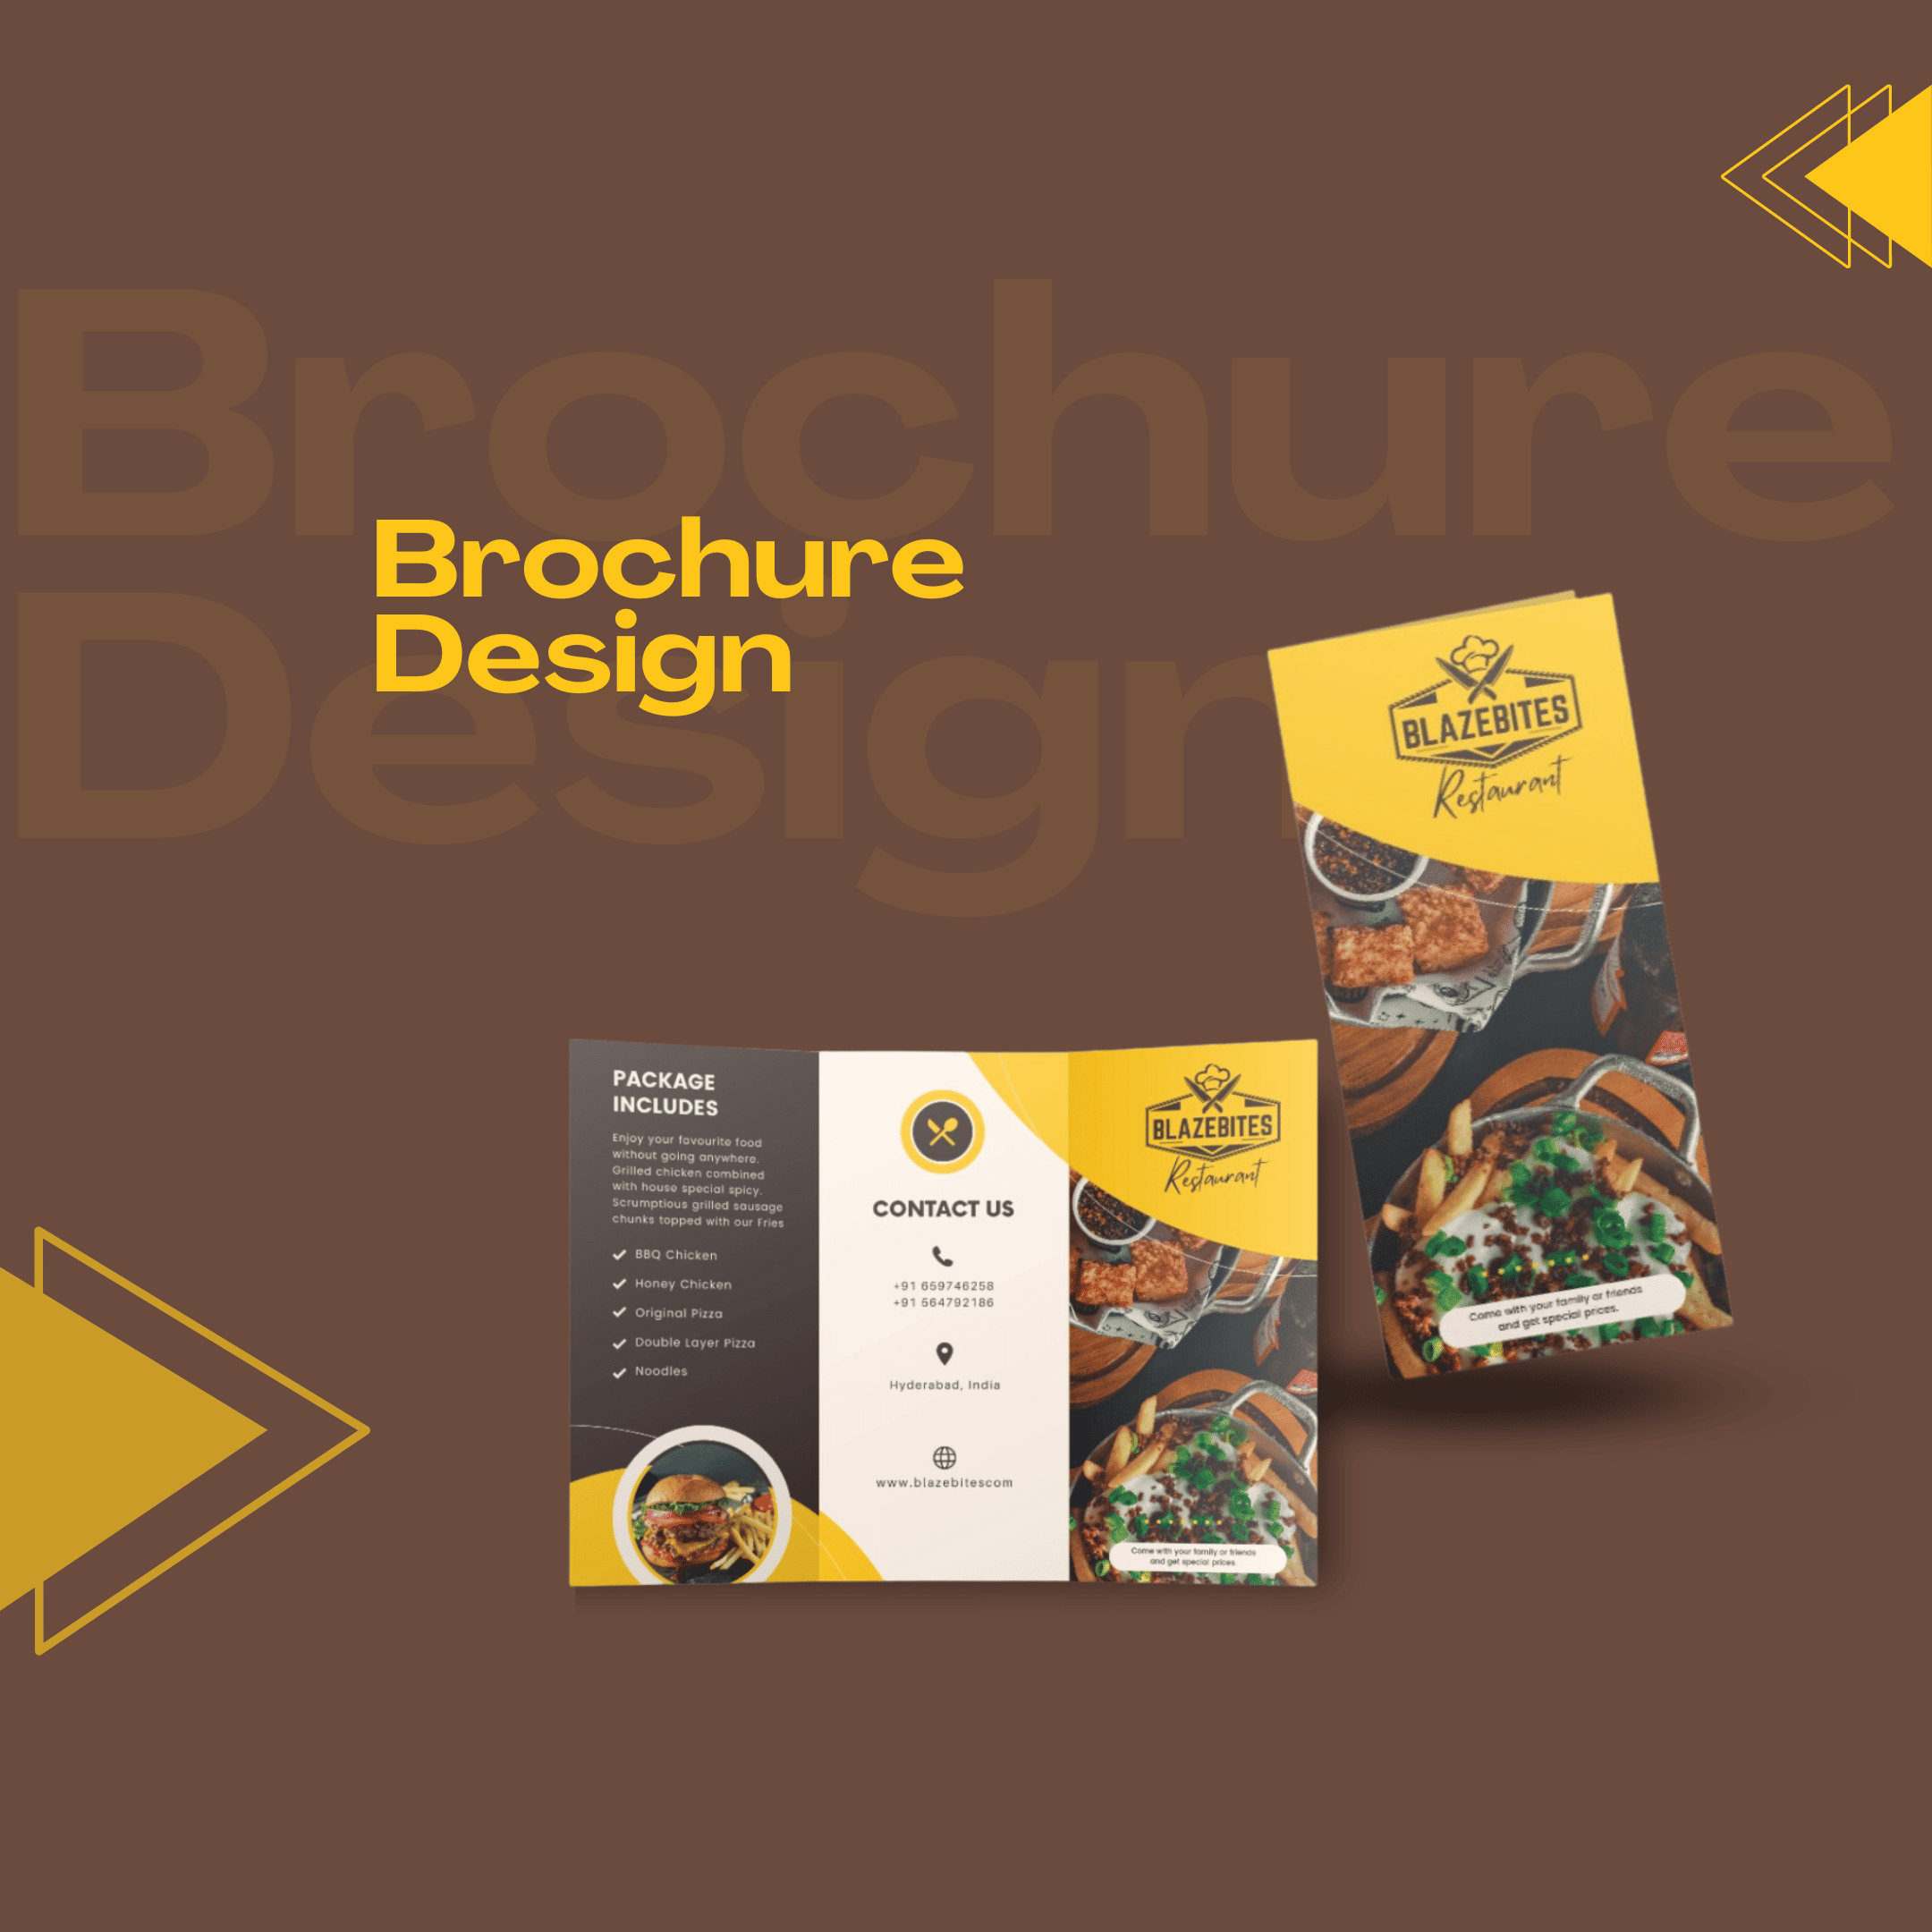 Brochure
Design
Brochure
Design
BLAZEBITES
Restaurant
Come with your family or friends
and get special prices.
PACKAGE
INCLUDES
Enjoy your favourite food
without going anywhere.
Grilled chicken combined
with house special spicy.
Scrumptious grilled sausage
chunks topped with our Fries
BBQ Chicken
Honey Chicken
Original Pizza
Double Layer Pizza
Noodles
CONTACT US
+91 659746258
+91 564792186
Hyderabad, India
www.blazebitescom
BLAZEBITES
Restaurant
Come with your family or friends
and get special prices.